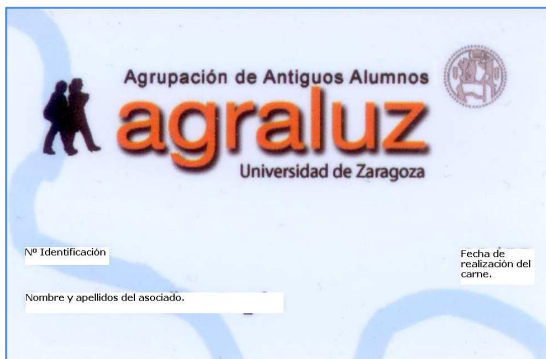 Agrupación de Antiguos Alumnos
agraluz
Universidad de Zaragoza
Nº Identificación
Fecha de
realización del
carne.
Nombre y apellidos del asociado.